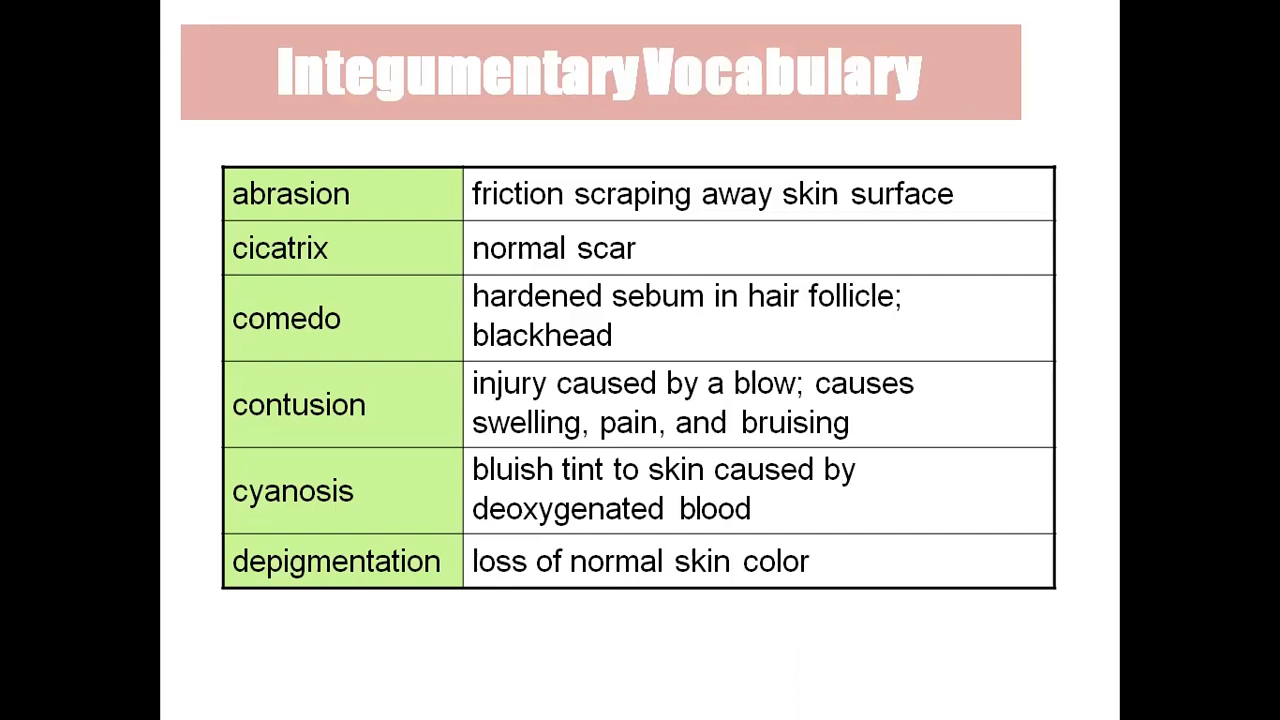 Integumentary Vocabulary
abrasion
friction scraping away skin surface
cicatrix
normal scar
comedo
hardened sebum in hair follicle;
blackhead
contusion
injury caused by a blow; causes
swelling, pain, and bruising
cyanosis
bluish tint to skin caused by
deoxygenated blood
depigmentation
loss of normal skin color